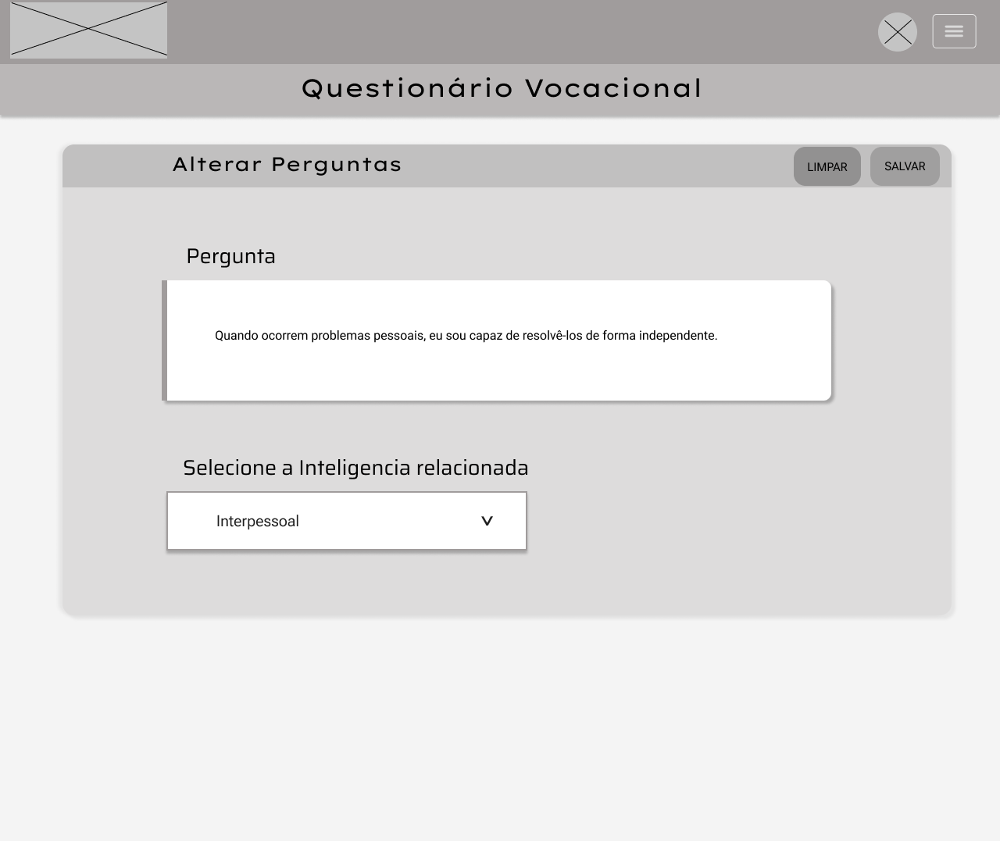 Questionário Vocacional
Alterar Perguntas
LIMPAR
SALVAR
Pergunta
Quando ocorrem problemas pessoais, eu sou capaz de resolvê-los de forma independente.
Selecione a Inteligencia relacionada
Interpessoal